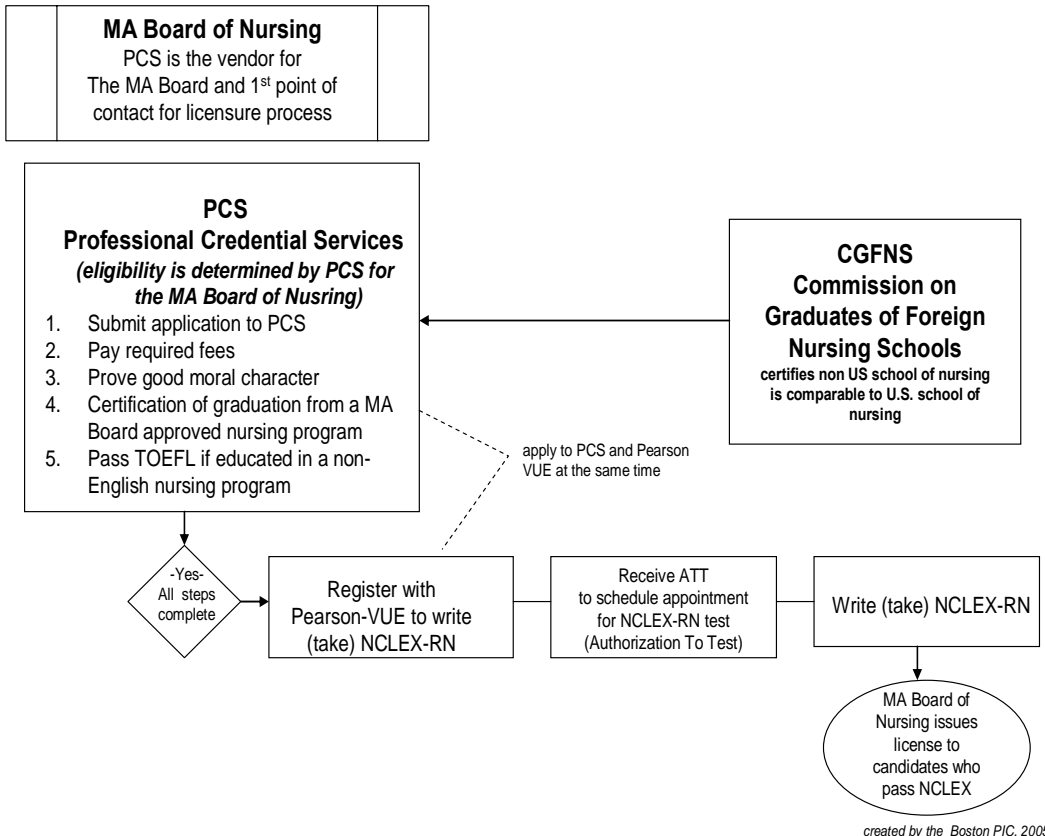 MA Board of Nursing
PCS is the vendor for
The MA Board and 1st point of
contact for licensure process
PCS
Professional Credential Services
(eligibility is determined by PCS for
the MA Board of Nusring)
1. Submit application to PCS
2. Pay required fees
3. Prove good moral character
4. Certification of graduation from a MA
Board approved nursing program
5. Pass TOEFL if educated in a non-
English nursing program
CGFNS
Commission on
Graduates of Foreign
Nursing Schools
certifies non US school of nursing
is comparable to U.S. school of
nursing
apply to PCS and Pearson
VUE at the same time
-Yes-
All steps
complete
Register with
Pearson-VUE to write
(take) NCLEX-RN
Receive ATT
to schedule appointment
for NCLEX-RN test
(Authorization To Test)
Write (take) NCLEX-RN
MA Board of
Nursing issues
license to
candidates who
pass NCLEX
created by the Boston PIC, 2005